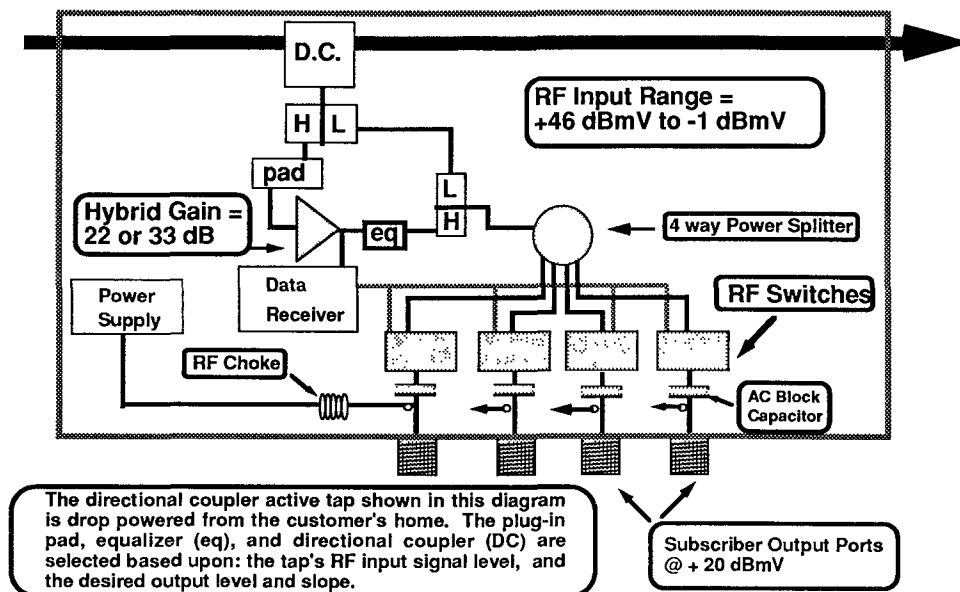 D.C.
RF Input Range =
+46 dBmV to -1 dBmV
H L
pad
L
H
Hybrid Gain =
22 or 33 dB
eq
4 way Power Splitter
Power
Supply
Data
Receiver
RF Switches
RF Choke
AC Block
Capacitor
The directional coupler active tap shown in this diagram
is drop powered from the customer's home. The plug-in
pad, equalizer (eq), and directional coupler (DC) are
selected based upon: the tap's RF input signal level, and
the desired output level and slope.
Subscriber Output Ports
@ + 20 dBmV